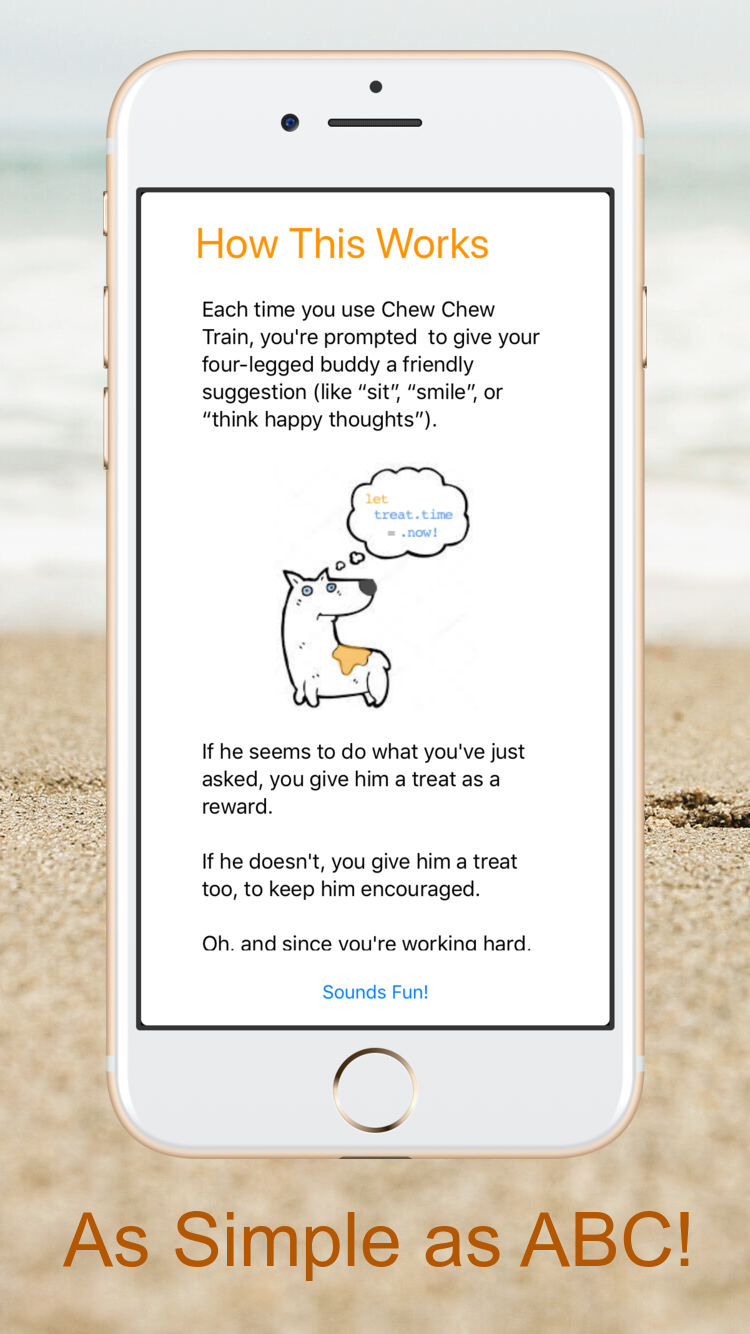 How This Works
Each time you use Chew Chew
Train, you're prompted  to give your
four-legged buddy a friendly
suggestion (like “sit”, “smile”, or
“think happy thoughts”).
let
treat.time
= .now!
If he seems to do what you've just
asked, you give him a treat as a
reward.
If he doesn't, you give him a treat
too, to keep him encouraged.
Oh, and since you're working hard,
Sounds Fun!
As Simple as ABC!